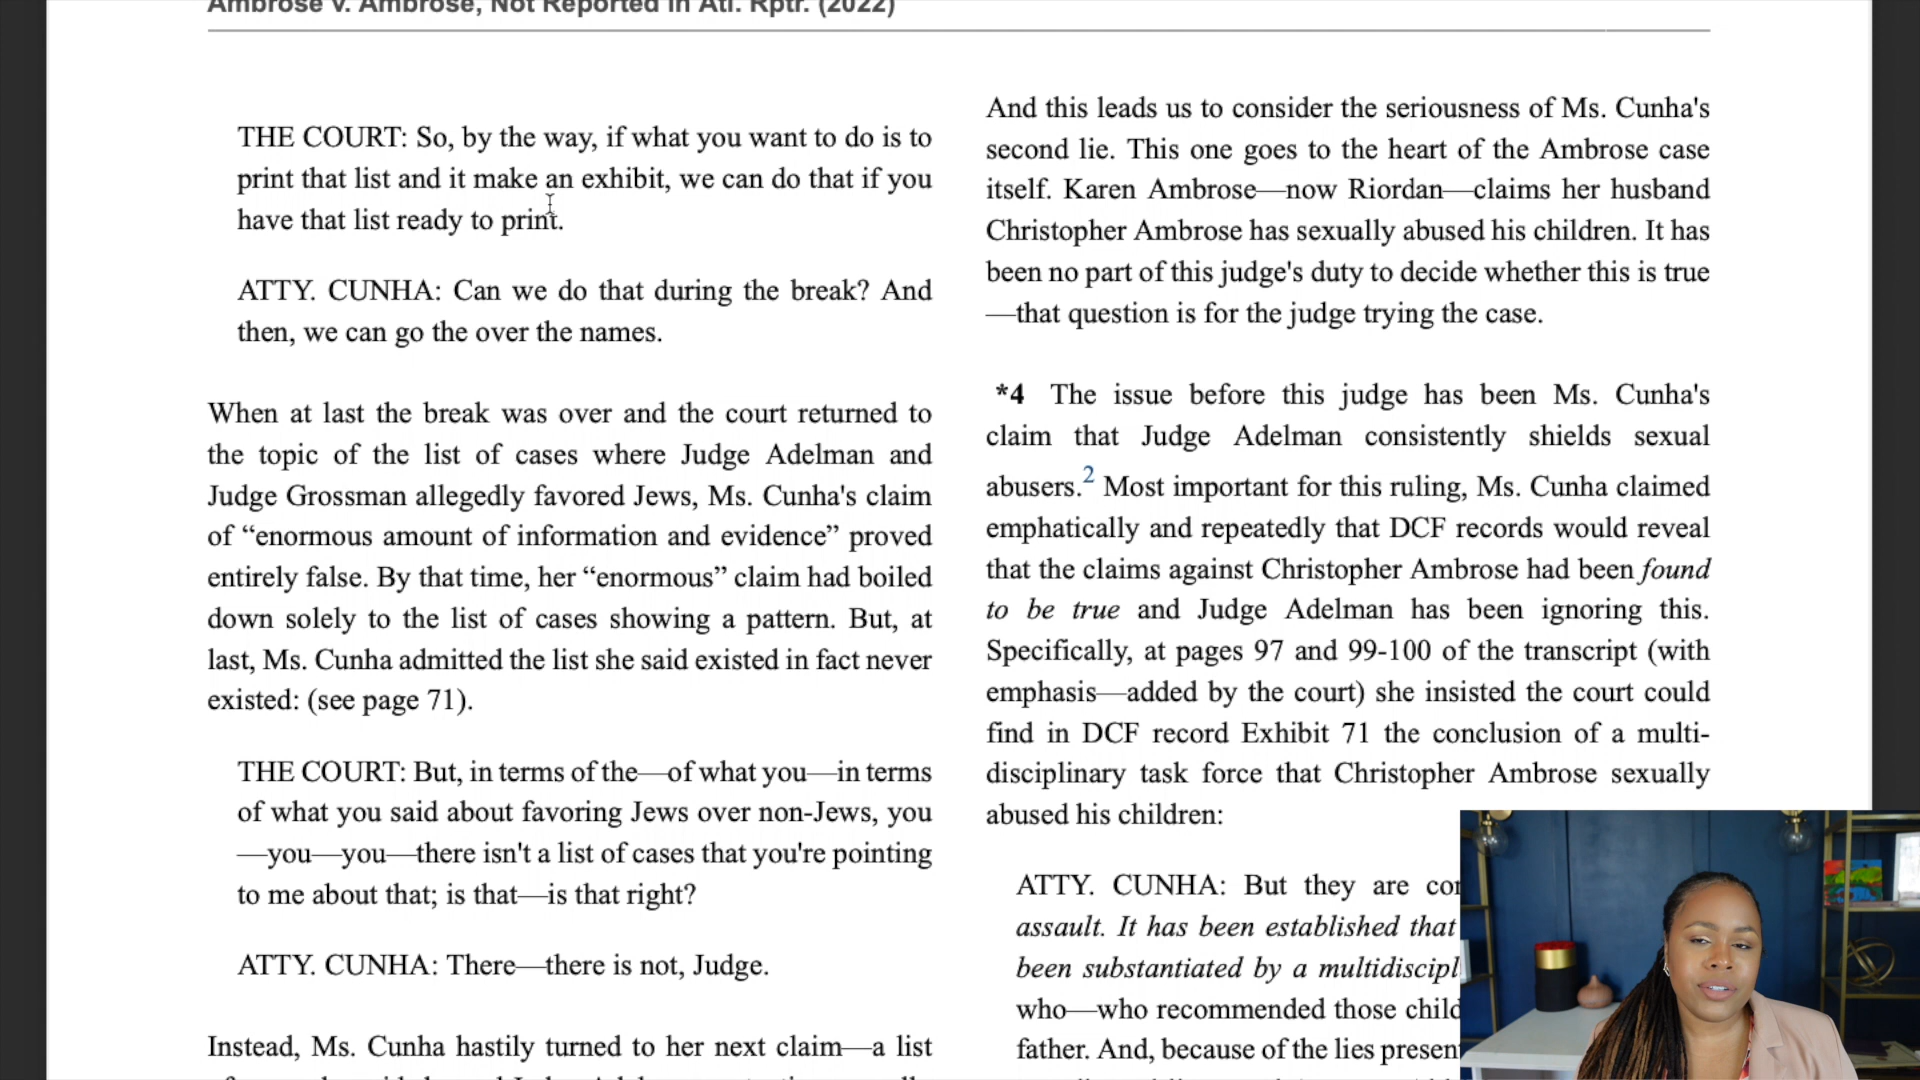 Ambrose v. Ambrose, Not Reported in Atl. Rptr. (2022)
THE COURT: So, by the way, if what you want to do is to
print that list and it make an exhibit, we can do that if you
have that list ready to print.
ATTY. CUNHA: Can we do that during the break? And
then, we can go the over the names.
When at last the break was over and the court returned to
the topic of the list of cases where Judge Adelman and
Judge Grossman allegedly favored Jews, Ms. Cunha's claim
of “enormous amount of information and evidence” proved
entirely false. By that time, her “enormous” claim had boiled
down solely to the list of cases showing a pattern. But, at
last, Ms. Cunha admitted the list she said existed in fact never
existed: (see page 71).
THE COURT: But, in terms of the—of what you—in terms
of what you said about favoring Jews over non-Jews, you
—you—you—there isn't a list of cases that you're pointing
to me about that; is that—is that right?
ATTY. CUNHA: There—there is not, Judge.
Instead, Ms. Cunha hastily turned to her next claim—a list
And this leads us to consider the seriousness of Ms. Cunha's
second lie. This one goes to the heart of the Ambrose case
itself. Karen Ambrose—now Riordan—claims her husband
Christopher Ambrose has sexually abused his children. It has
been no part of this judge's duty to decide whether this is true
—that question is for the judge trying the case.
*4 The issue before this judge has been Ms. Cunha's
claim that Judge Adelman consistently shields sexual
abusers.2 Most important for this ruling, Ms. Cunha claimed
emphatically and repeatedly that DCF records would reveal
that the claims against Christopher Ambrose had been found
to be true and Judge Adelman has been ignoring this.
Specifically, at pages 97 and 99-100 of the transcript (with
emphasis—added by the court) she insisted the court could
find in DCF record Exhibit 71 the conclusion of a multi-
disciplinary task force that Christopher Ambrose sexually
abused his children:
ATTY. CUNHA: But they are
assault. It has been established that
been substantiated by a
who—who recommended those
father. And, because of the lies